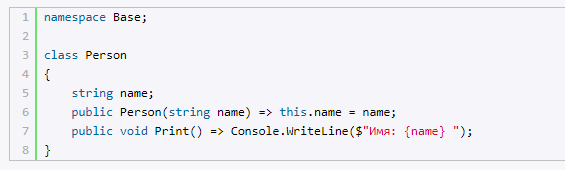 1 namespace Base;
2
3 class Person
4 {
5     string name;
6     public Person(string name) => this.name = name;
7     public void Print() => Console.WriteLine($"Имя: {name} ");
8 }